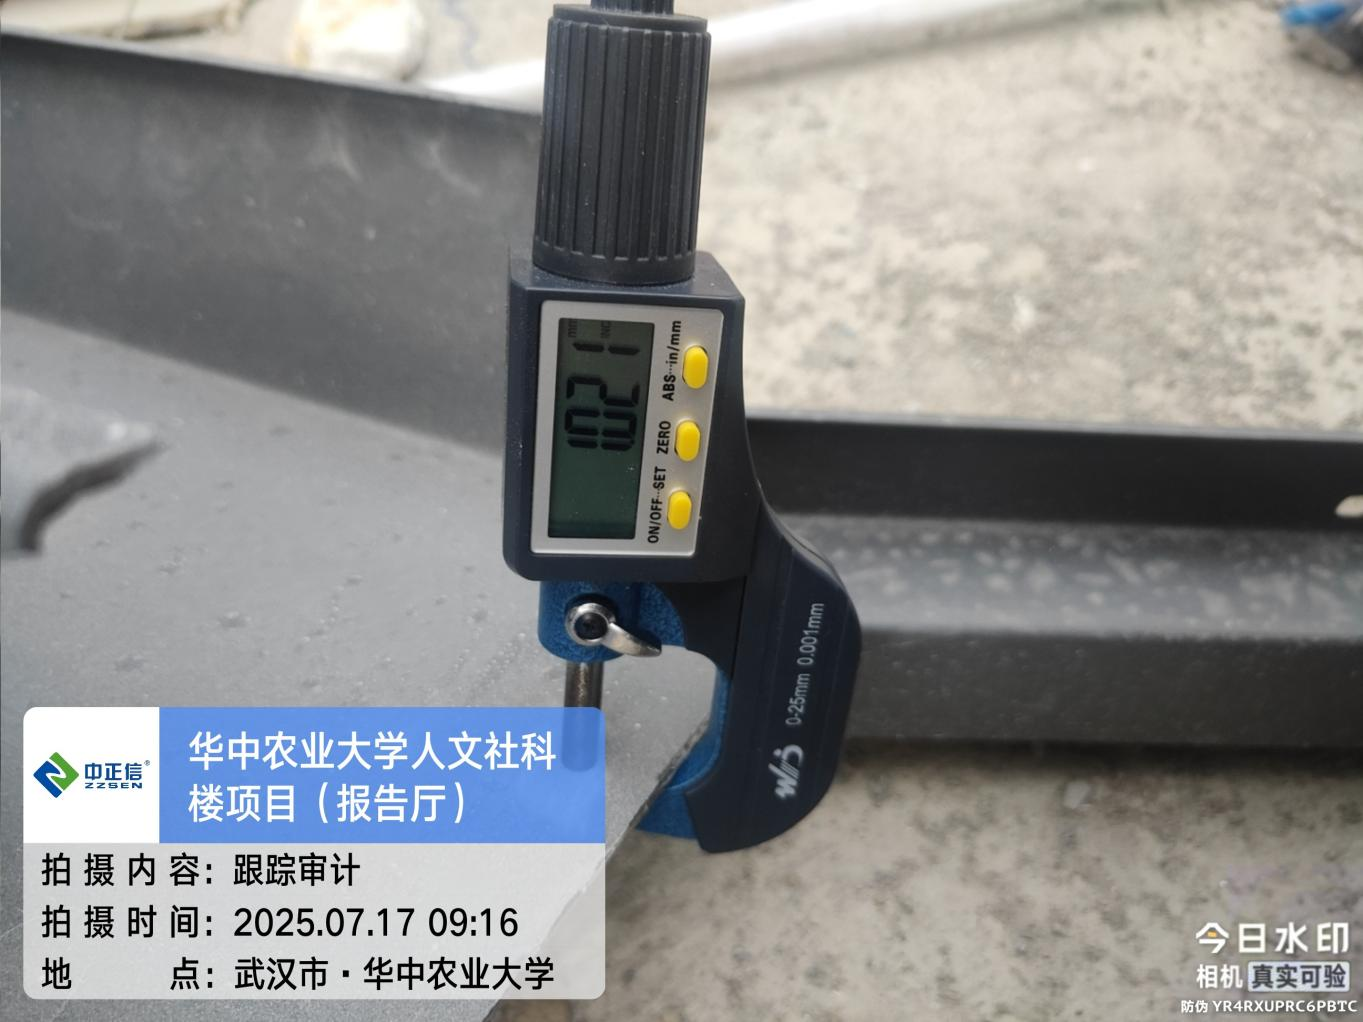 mm
1.021
ABS···in/mm
ZERO
ON/OFF···SET
0-25mm 0.001mm
中正信®
ZZSEN
华中农业大学人文社科
楼项目（报告厅）
拍摄内容：跟踪审计
拍摄时间：2025.07.17 09:16
地点：武汉市·华中农业大学
今日水印
相机 真实可验
防伪 YR4RXUPRC6PBTC